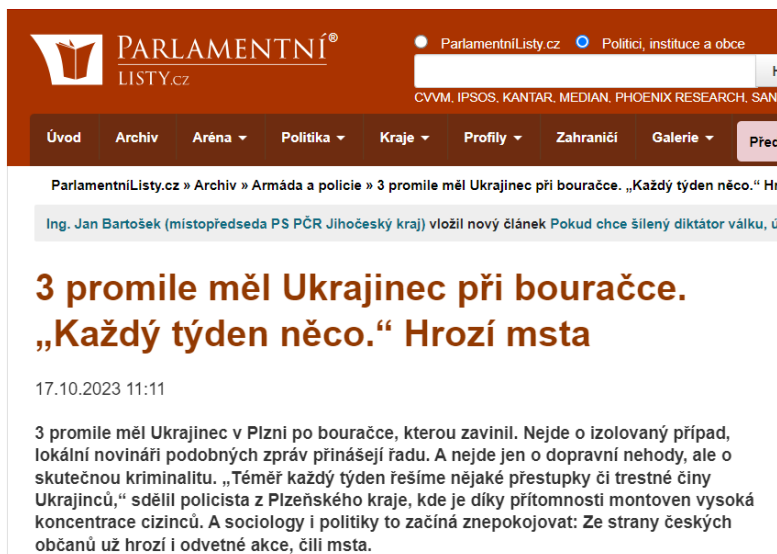 PARLAMENTNÍ®
LISTY.CZ
ParlamentníListy.cz Politici, instituce a obce
CVVM, IPSOS, KANTAR, MEDIAN, PHOENIX RESEARCH, SAN
Úvod Archiv Aréna Politika Kraje Profily Zahraničí Galerie Před
ParlamentníListy.cz » Archiv » Armáda a policie » 3 promile měl Ukrajinec při bouračce. „Každý týden něco.“ Hr
Ing. Jan Bartošek (místopředseda PS PČR Jihočeský kraj) vložil nový článek Pokud chce šílený diktátor válku, ú
3 promile měl Ukrajinec při bouračce.
„Každý týden něco.“ Hrozí msta
17.10.2023 11:11
3 promile měl Ukrajinec v Plzni po bouračce, kterou zavinil. Nejde o izolovaný případ,
lokální novináři podobných zpráv přinášejí řadu. A nejde jen o dopravní nehody, ale o
skutečnou kriminalitu. „Téměř každý týden řešíme nějaké přestupky či trestné činy
Ukrajinců,“ sdělil policista z Plzeňského kraje, kde je díky přítomnosti montoven vysoká
koncentrace cizinců. A sociology i politiky to začíná znepokojovat: Ze strany českých
občanů už hrozí i odvetné akce, čili msta.